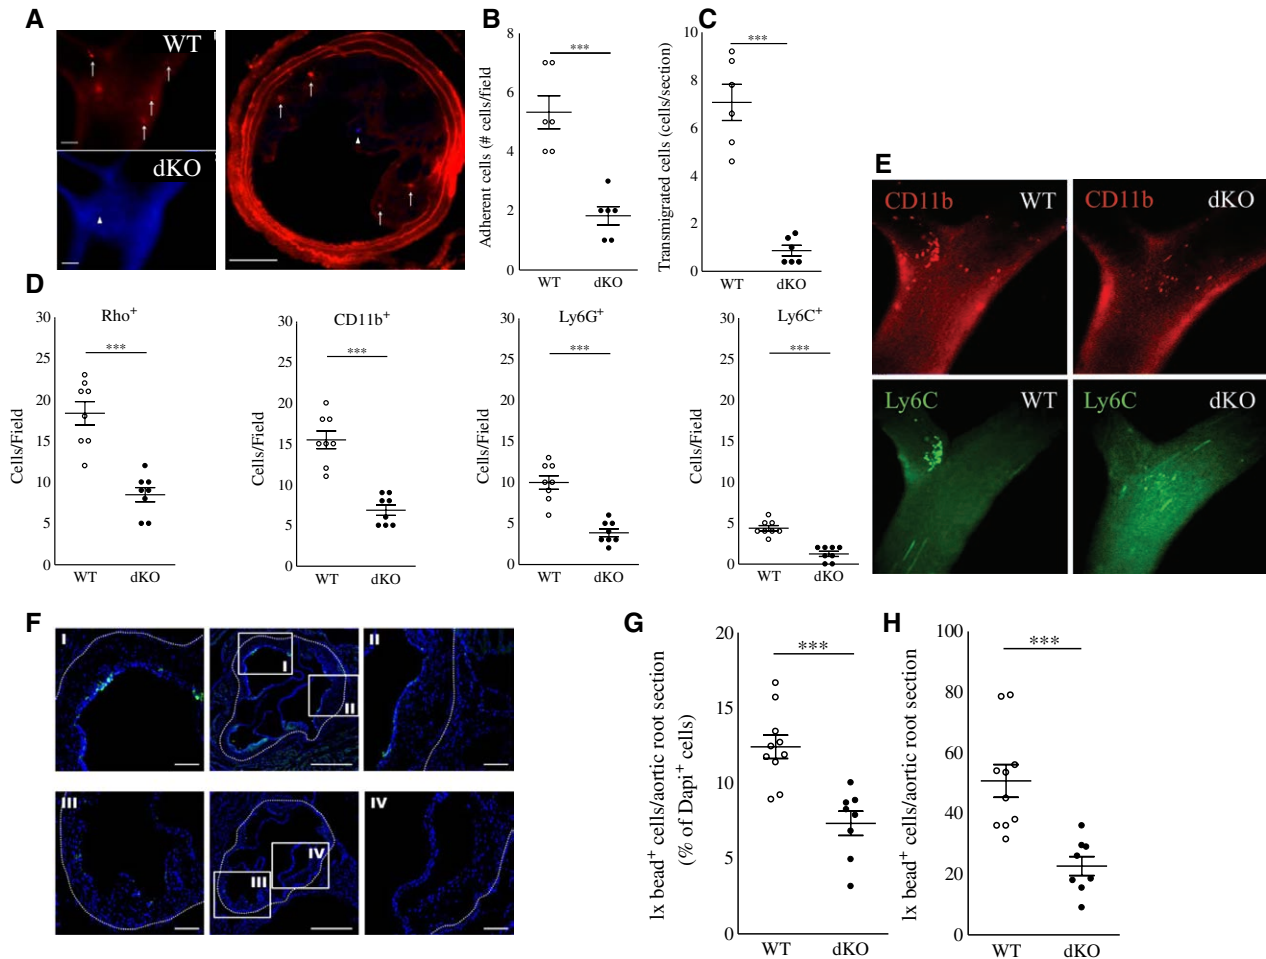 A
WT
dKO
B
Adherent cells (# cells/field)
8
6
4
2
0
***
WT
dKO
C
Transmigrated cells (cells/section)
10
8
6
4
2
0
***
WT
dKO
D
Rho+
Cells/Field
30
25
20
15
10
5
0
***
WT
dKO
CD11b+
Cells/Field
30
25
20
15
10
5
0
***
WT
dKO
Ly6G+
Cells/Field
30
25
20
15
10
5
0
***
WT
dKO
Ly6C+
Cells/Field
30
25
20
15
10
5
0
***
WT
dKO
E
CD11b WT
CD11b dKO
Ly6C WT
Ly6C dKO
F
I
I
II
II
III
III
IV
IV
G
lx bead+ cells/aortic root section
(% of Dapi+ cells)
20
15
10
5
0
***
WT
dKO
H
lx bead+ cells/aortic root section
100
80
60
40
20
0
***
WT
dKO